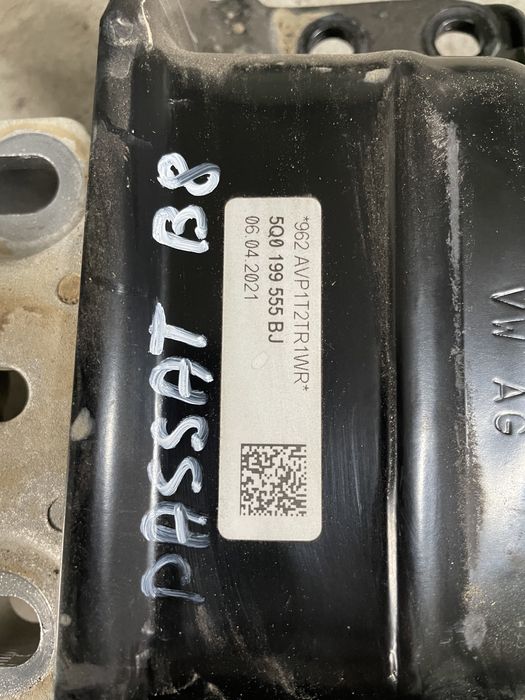 PASSAT B8
*962 AVP1T2TR1WR*
5Q0 199 555 BJ
06.04.2021
VW AG